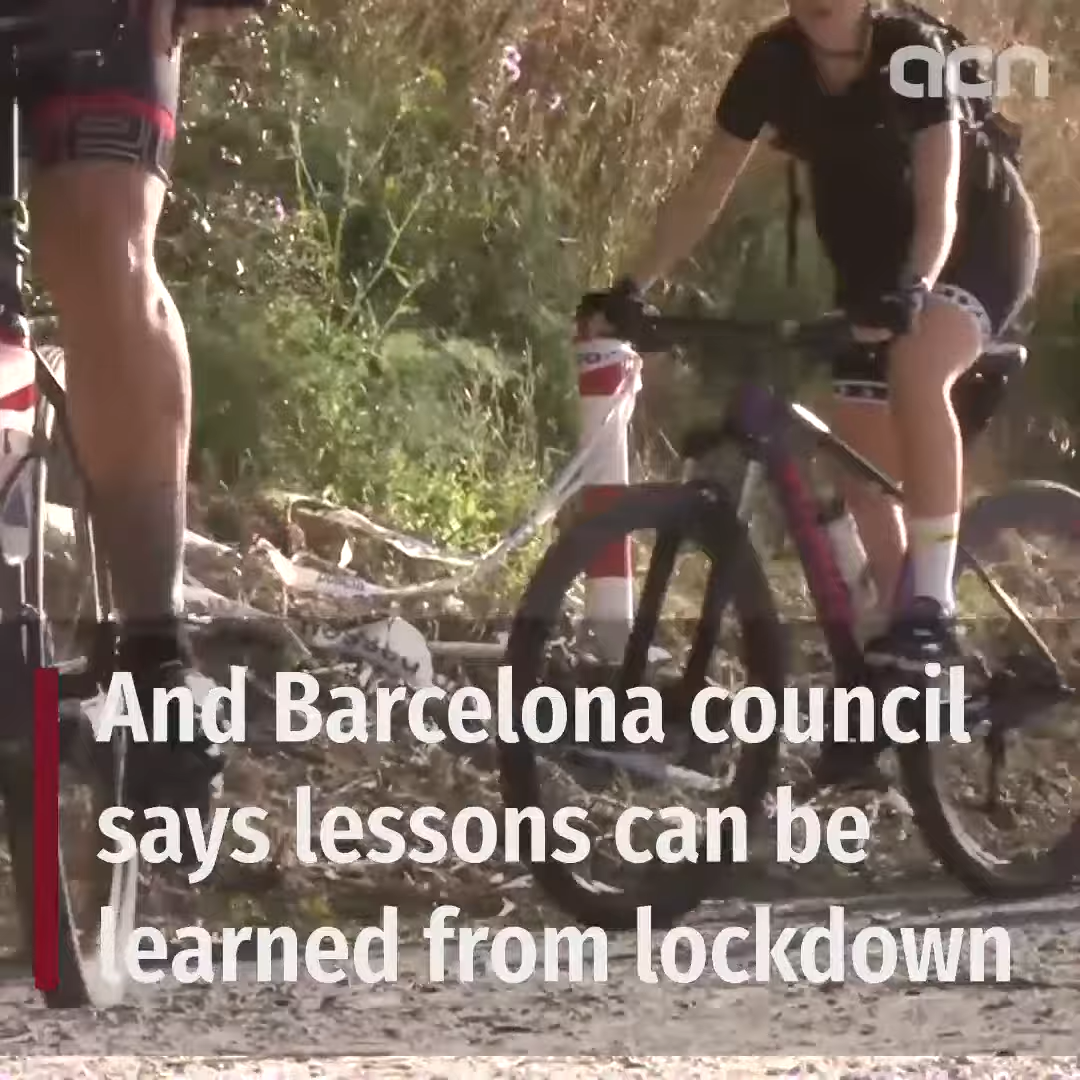 acn
And Barcelona council
says lessons can be
learned from lockdown